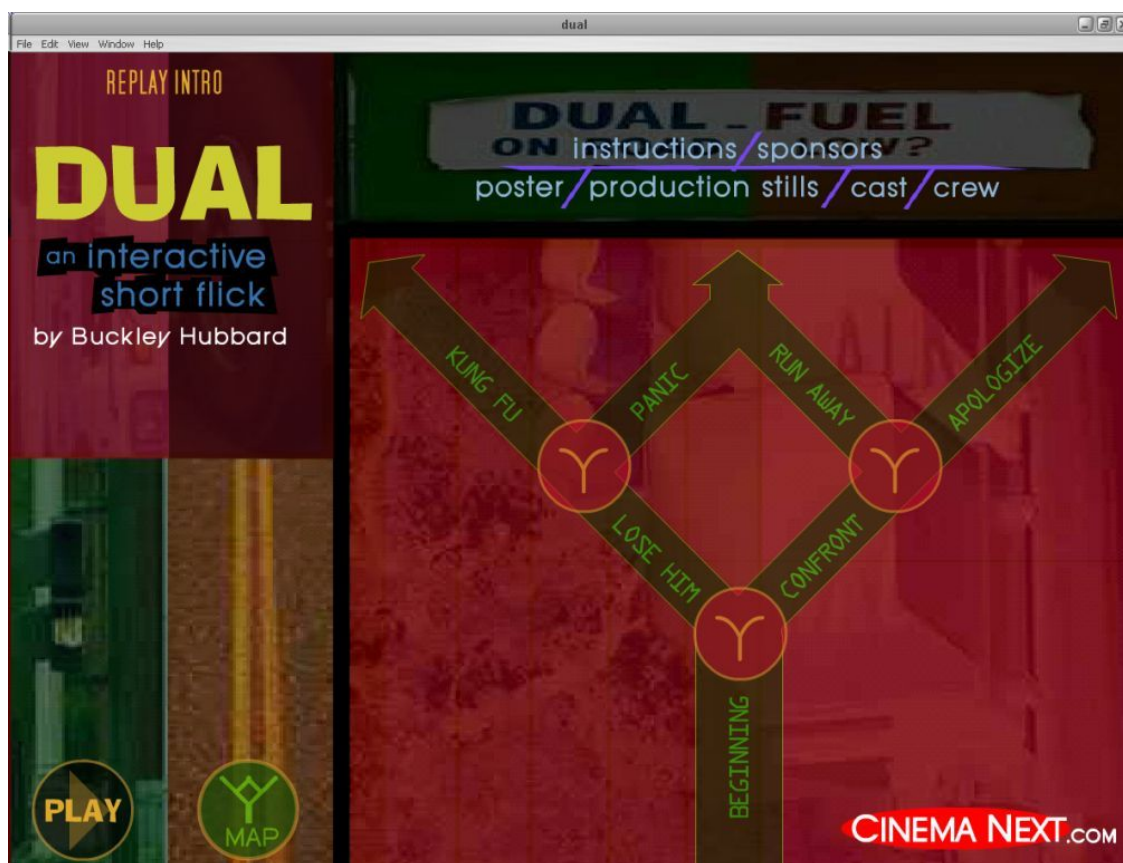 dual
File Edit View Window Help
REPLAY INTRO
DUAL
an interactive
short flick
by Buckley Hubbard
DUAL - FUEL
ON
instructions/sponsors
poster/production stills/cast/crew
KUNG FU
PANIC
RUN AWAY
APOLOGIZE
LOSE HIM
CONFRONT
BEGINNING
PLAY
MAP
CINEMA NEXT.COM